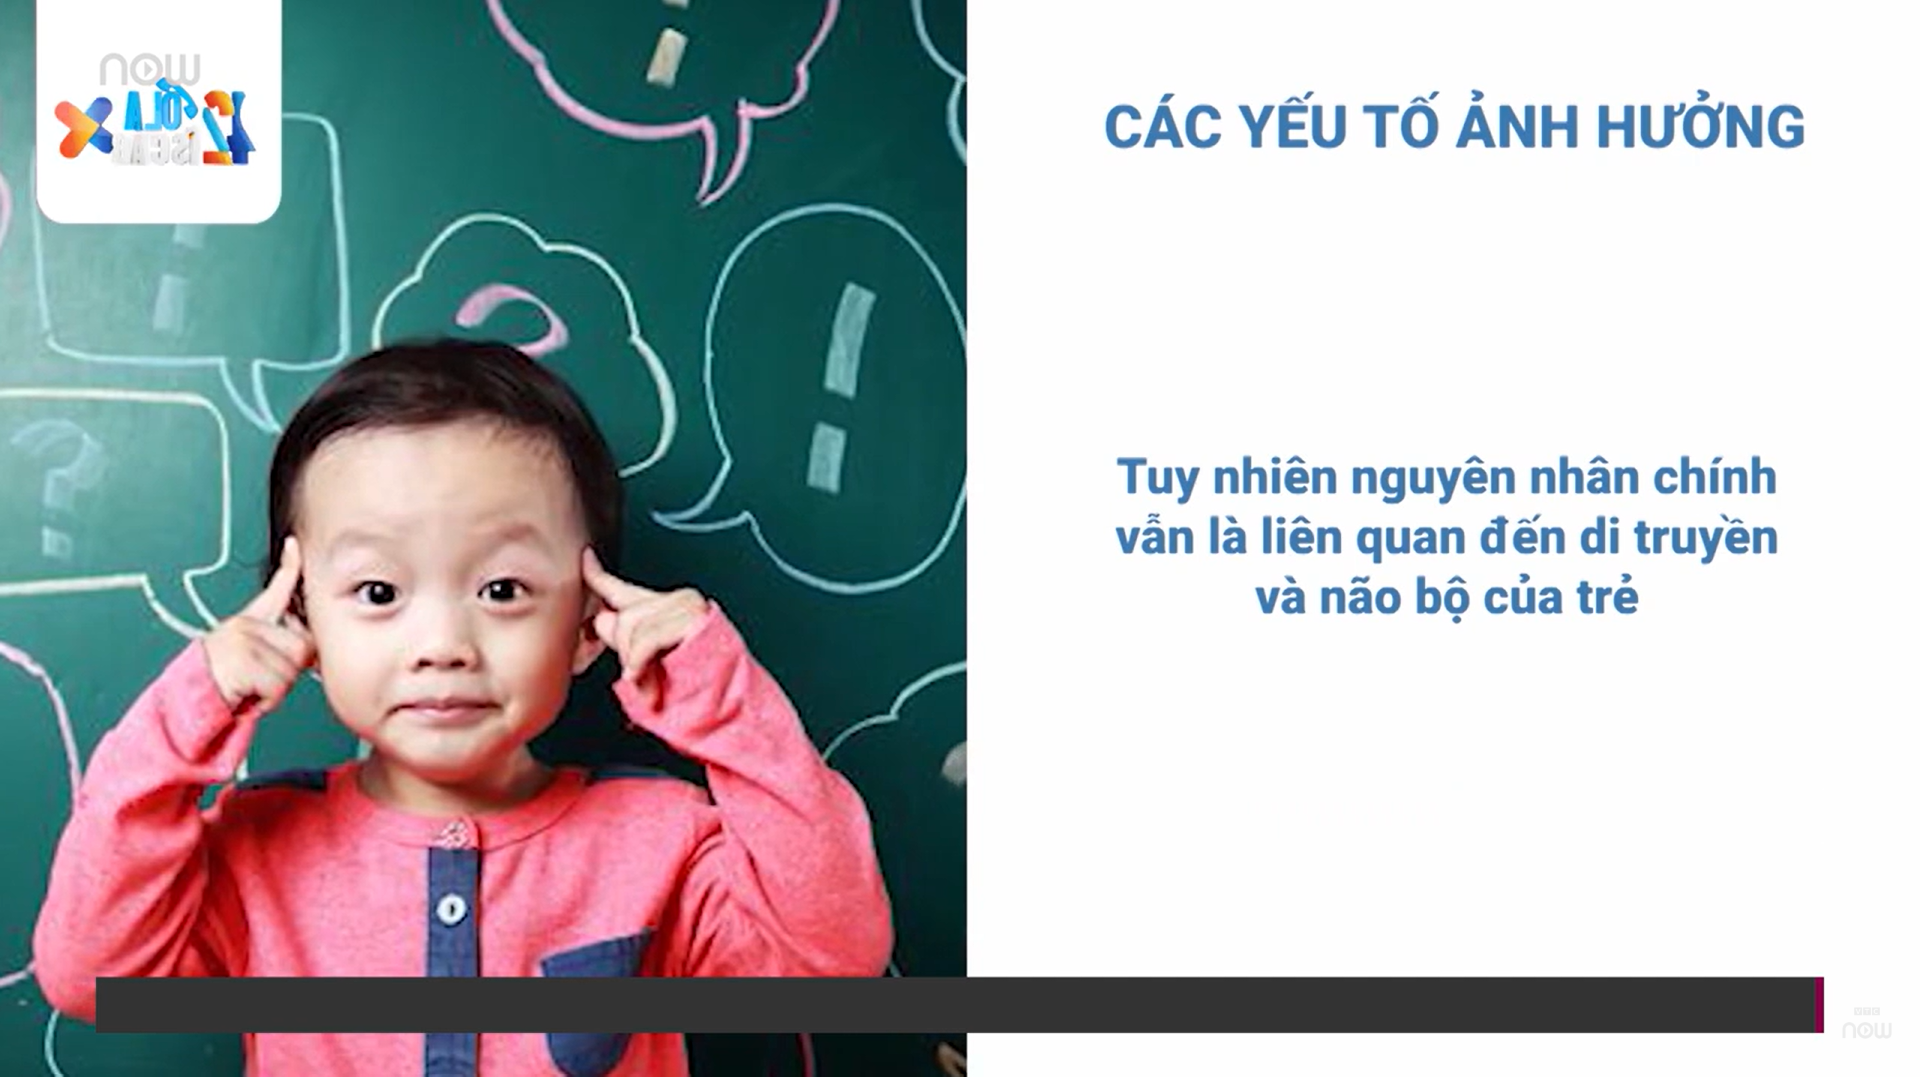 now
CÁC YẾU TỐ ẢNH HƯỞNG
Tuy nhiên nguyên nhân chính
vẫn là liên quan đến di truyền
và não bộ của trẻ
now